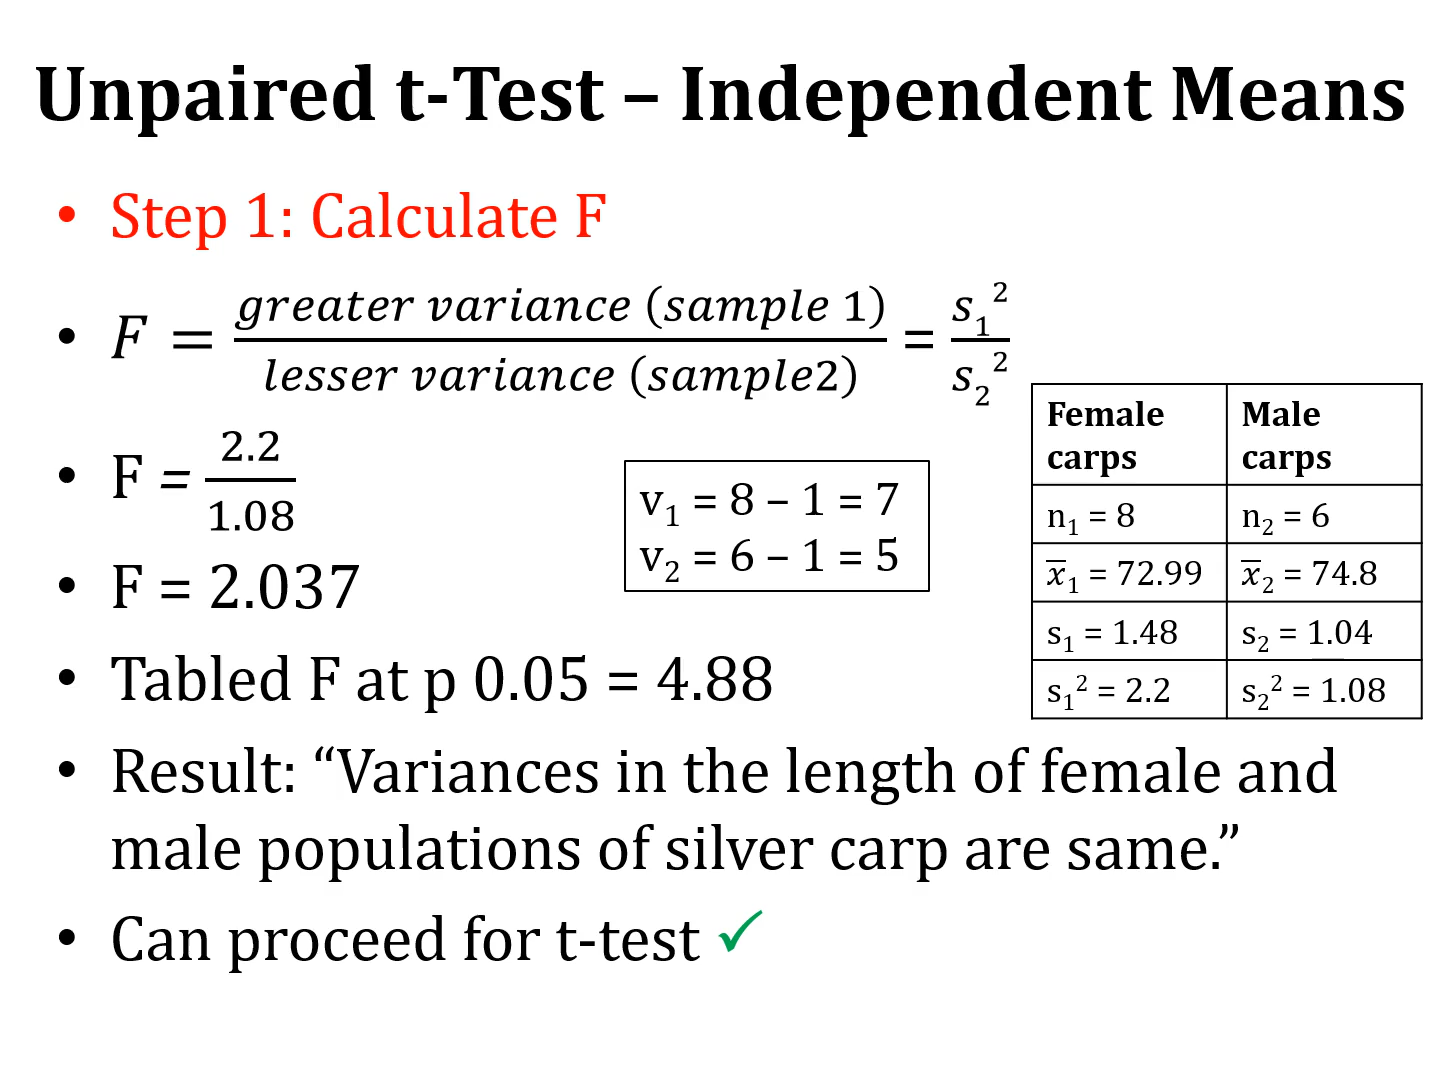 Unpaired t-Test – Independent Means
• Step 1: Calculate F
• F = greater variance (sample 1) / lesser variance (sample2) = s₁² / s₂²
• F = 2.2 / 1.08
• F = 2.037
v₁ = 8 – 1 = 7
v₂ = 6 – 1 = 5
Female carps | Male carps
n₁ = 8 | n₂ = 6
x̅₁ = 72.99 | x̅₂ = 74.8
s₁ = 1.48 | s₂ = 1.04
s₁² = 2.2 | s₂² = 1.08
• Tabled F at p 0.05 = 4.88
• Result: “Variances in the length of female and
male populations of silver carp are same.”
• Can proceed for t-test ✓